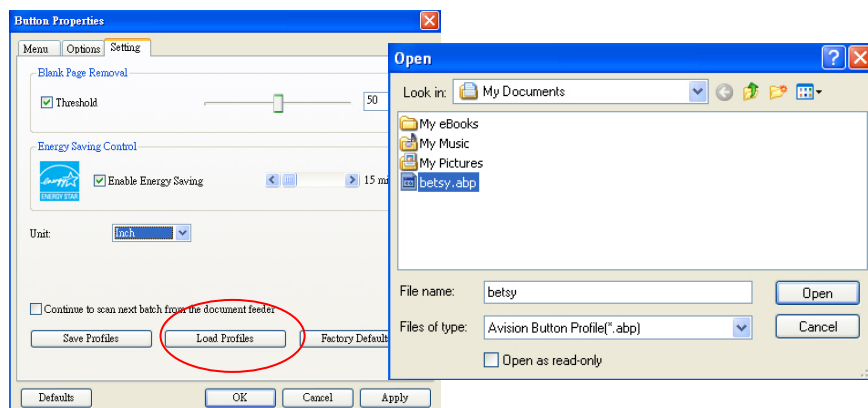 Button Properties
Menu Options Setting
Blank Page Removal
Threshold 50
Energy Saving Control
energy
ENERGY STAR
Enable Energy Saving 15 mi
Unit: Inch
Continue to scan next batch from the document feeder
Save Profiles Load Profiles Factory Default
Defaults OK Cancel Apply
Open
Look in: My Documents
My eBooks
My Music
My Pictures
betsy.abp
File name: betsy Open
Files of type: Avision Button Profile(*.abp) Cancel
Open as read-only